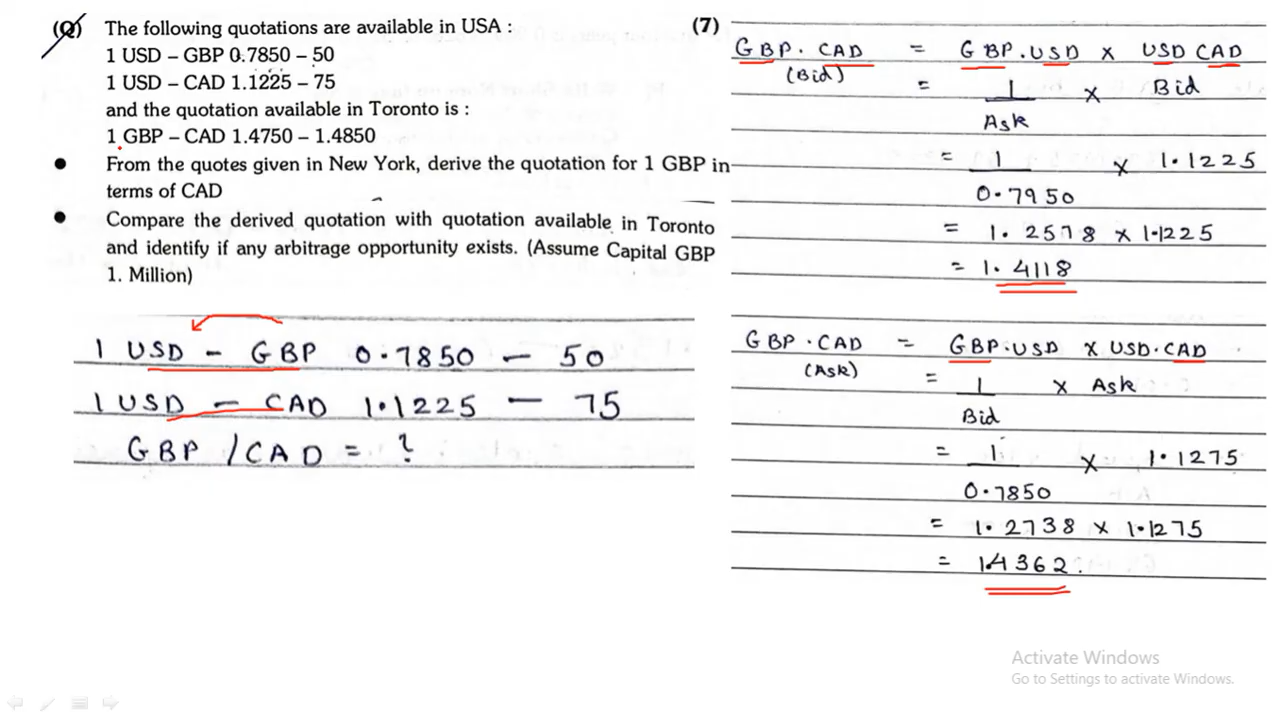 (Q) The following quotations are available in USA : (7)
1 USD – GBP 0.7850 – 50
1 USD – CAD 1.1225 – 75
and the quotation available in Toronto is :
1 GBP – CAD 1.4750 – 1.4850
● From the quotes given in New York, derive the quotation for 1 GBP in
terms of CAD
● Compare the derived quotation with quotation available in Toronto
and identify if any arbitrage opportunity exists. (Assume Capital GBP
1. Million)
1 USD – GBP 0.7850 – 50
1 USD – CAD 1.1225 – 75
GBP / CAD = ?
GBP . CAD = GBP . USD x USD CAD
(Bid) = 1 x Bid
Ask
= 1 x 1.1225
0.7950
= 1.2578 x 1.1225
= 1.4118
GBP . CAD = GBP . USD x USD . CAD
(Ask) = 1 x Ask
Bid
= 1 x 1.1275
0.7850
= 1.2738 x 1.1275
= 1.4362.
Activate Windows
Go to Settings to activate Windows.